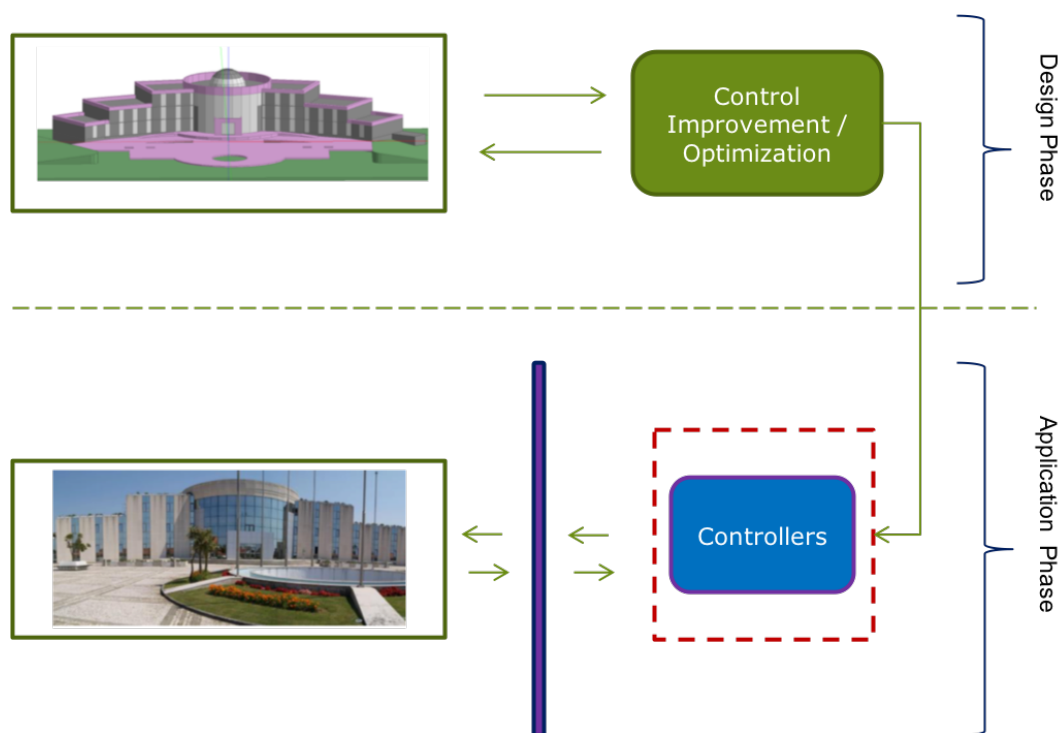 Control
Improvement /
Optimization
Design Phase
Controllers
Application Phase